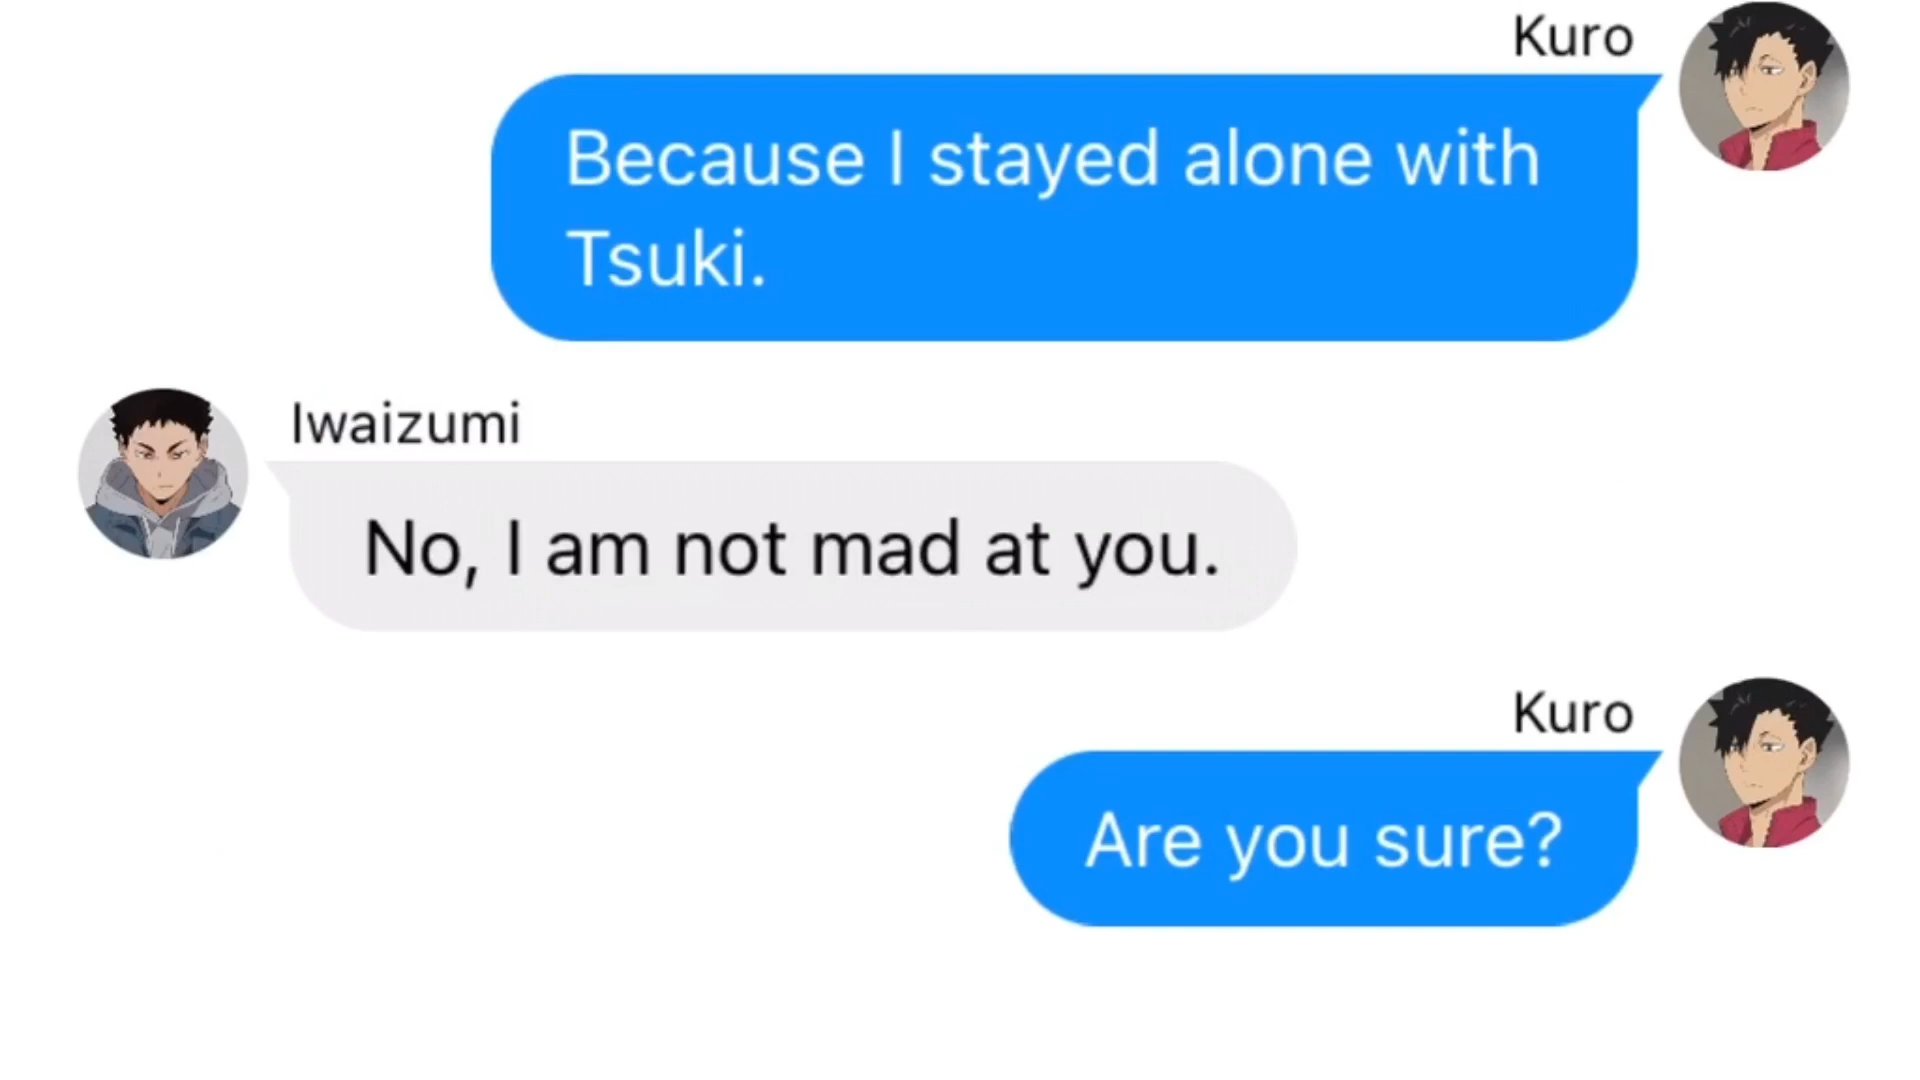 Kuro
Because I stayed alone with
Tsuki.
Iwaizumi
No, I am not mad at you.
Kuro
Are you sure?